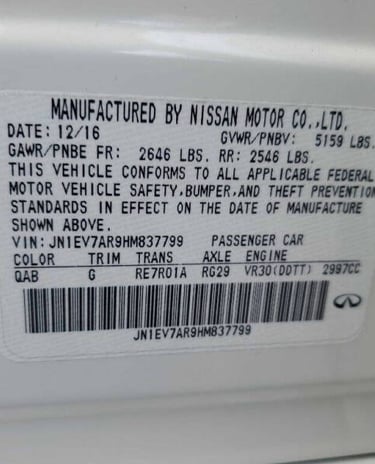 MANUFACTURED BY NISSAN MOTOR CO.,LTD.
DATE: 12/16 GVWR/PNBV: 5159 LBS.
GAWR/PNBE FR: 2646 LBS. RR: 2546 LBS.
THIS VEHICLE CONFORMS TO ALL APPLICABLE FEDERAL
MOTOR VEHICLE SAFETY,BUMPER,AND THEFT PREVENTION
STANDARDS IN EFFECT ON THE DATE OF MANUFACTURE
SHOWN ABOVE.
VIN: JN1EV7AR9HM837799 PASSENGER CAR
COLOR TRIM TRANS AXLE ENGINE
QAB G RE7R01A RG29 VR30(DDTT) 2997CC
JN1EV7AR9HM837799